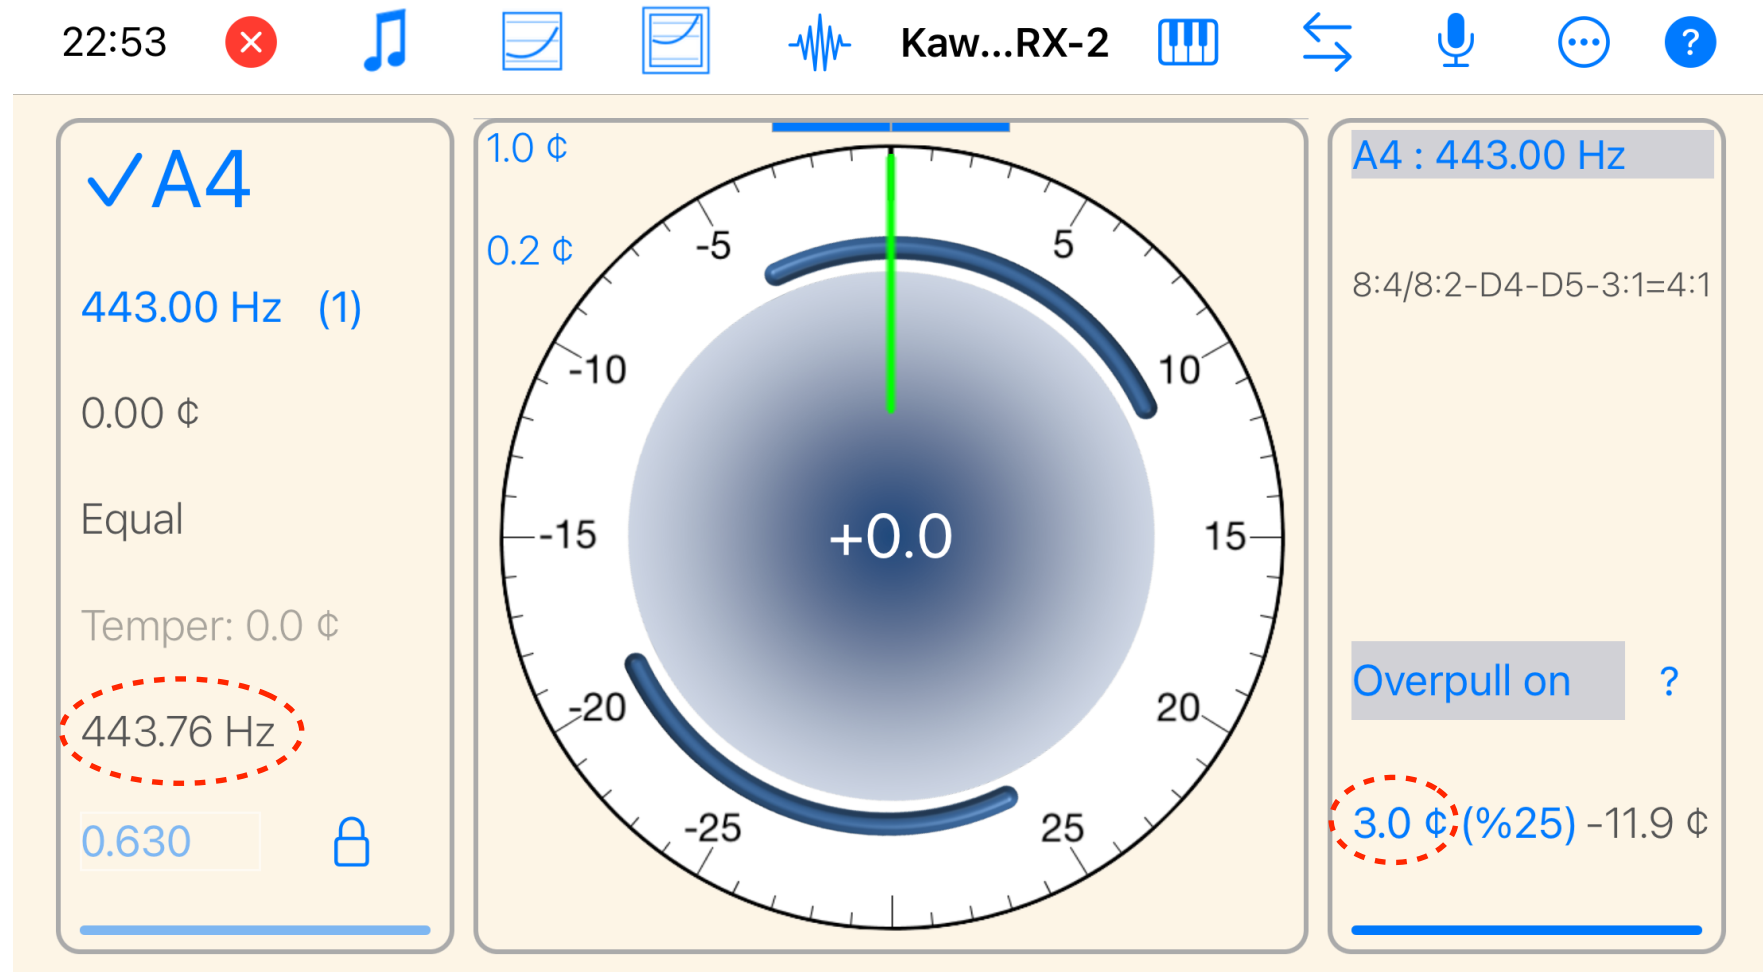 22:53 Kaw...RX-2 ?
✓A4
443.00 Hz (1)
0.00 ¢
Equal
Temper: 0.0 ¢
443.76 Hz
0.630
1.0 ¢
0.2 ¢
-5 5
-10 10
-15 +0.0 15
-20 20
-25 25
A4 : 443.00 Hz
8:4/8:2-D4-D5-3:1=4:1
Overpull on ?
3.0 ¢ (%25) -11.9 ¢